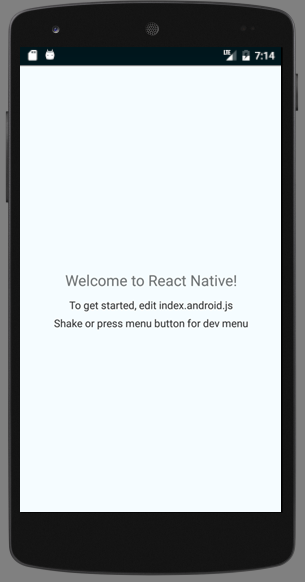 LTE 7:14
Welcome to React Native!
To get started, edit index.android.js
Shake or press menu button for dev menu